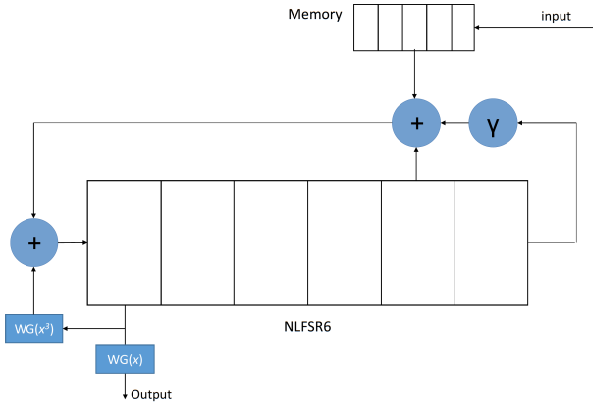 Memory
input
+
γ
+
WG(x³)
NLFSR6
WG(x)
Output